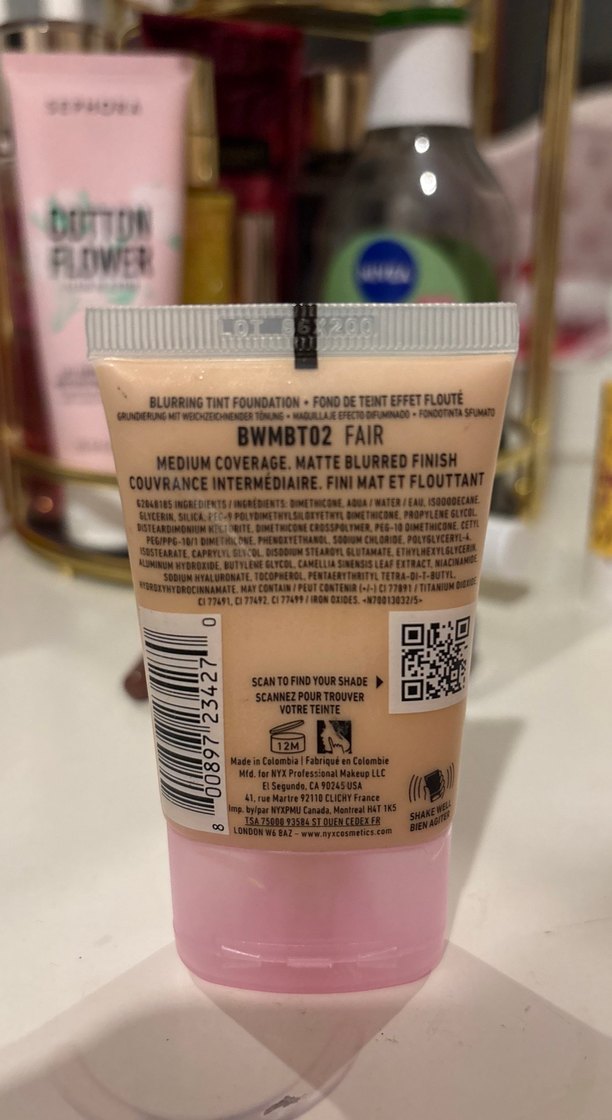 SEPHORA
COTTON
FLOWER
NIVEA
LOT 86X200
BLURRING TINT FOUNDATION • FOND DE TEINT EFFET FLOUTÉ
GRUNDIERUNG MIT WEICHZEICHNENDER TÖNUNG • MAQUILLAJE EFECTO DIFUMINADO • FONDOTINTA SFUMATO
BWMBT02 FAIR
MEDIUM COVERAGE. MATTE BLURRED FINISH
COUVRANCE INTERMÉDIAIRE. FINI MAT ET FLOUTTANT
G2048185 INGREDIENTS / INGRÉDIENTS: DIMETHICONE, AQUA / WATER / EAU, ISODODECANE,
GLYCERIN, SILICA, PEG-9 POLYDIMETHYLSILOXYETHYL DIMETHICONE, PROPYLENE GLYCOL,
DISTEARDIMONIUM HECTORITE, DIMETHICONE CROSSPOLYMER, PEG-10 DIMETHICONE, CETYL
PEG/PPG-10/1 DIMETHICONE, PHENOXYETHANOL, SODIUM CHLORIDE, POLYGLYCERYL-4
ISOSTEARATE, CAPRYLYL GLYCOL, DISODIUM STEAROYL GLUTAMATE, ETHYLHEXYLGLYCERIN,
ALUMINUM HYDROXIDE, BUTYLENE GLYCOL, CAMELLIA SINENSIS LEAF EXTRACT, NIACINAMIDE,
SODIUM HYALURONATE, TOCOPHEROL, PENTAERYTHRITYL TETRA-DI-T-BUTYL
HYDROXYHYDROCINNAMATE, MAY CONTAIN / PEUT CONTENIR (+/-) CI 77891 / TITANIUM DIOXIDE,
CI 77491, CI 77492, CI 77499 / IRON OXIDES. <N70013032/5>
8 00897 23427 0
SCAN TO FIND YOUR SHADE
SCANNEZ POUR TROUVER
VOTRE TEINTE
12M
Made in Colombia | Fabriqué en Colombie
Mfd. for NYX Professional Makeup LLC
El Segundo, CA 90245 USA
41, rue Martre 92110 CLICHY France
Imp. by/par NYXPMU Canada, Montreal H4T 1K5
TSA 75000 93584 ST OUEN CEDEX FR
LONDON W6 8AZ - www.nyxcosmetics.com
SHAKE WELL
BIEN AGITER